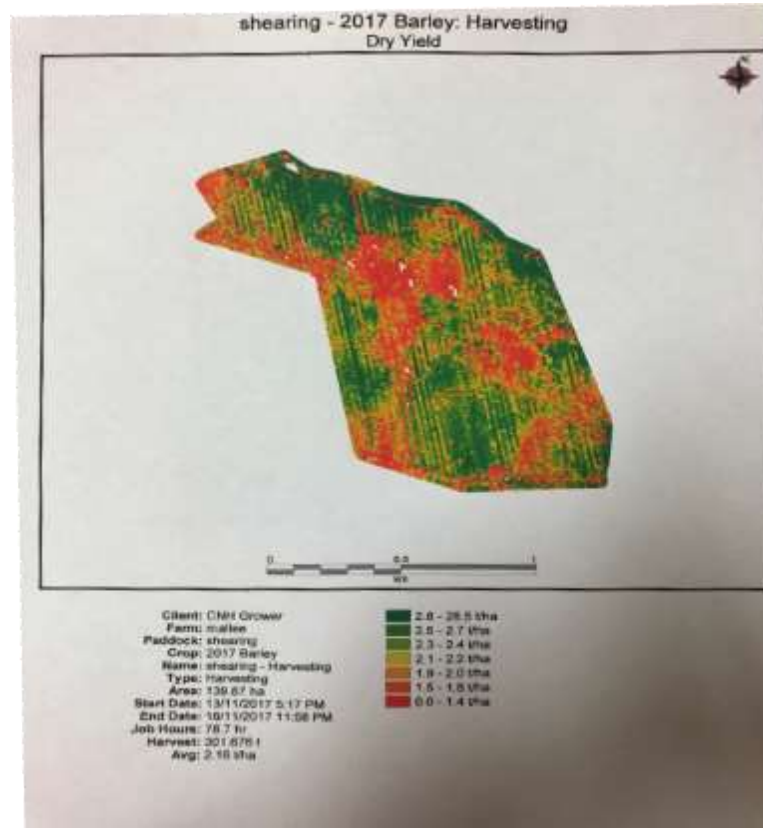 shearing - 2017 Barley: Harvesting
Dry Yield
N
0 0.5 1
Client: CNH Grower
Farm: mallee
Paddock: shearing
Crop: 2017 Barley
Name: shearing - Harvesting
Type: Harvesting
Area: 139.67 ha
Start Date: 13/11/2017 5:17 PM
End Date: 16/11/2017 11:58 PM
Job Hours: 78.7 hr
Harvest: 301.676 t
Avg: 2.16 t/ha
2.8 - 26.5 t/ha
2.5 - 2.7 t/ha
2.3 - 2.4 t/ha
2.1 - 2.2 t/ha
1.9 - 2.0 t/ha
1.5 - 1.8 t/ha
0.0 - 1.4 t/ha